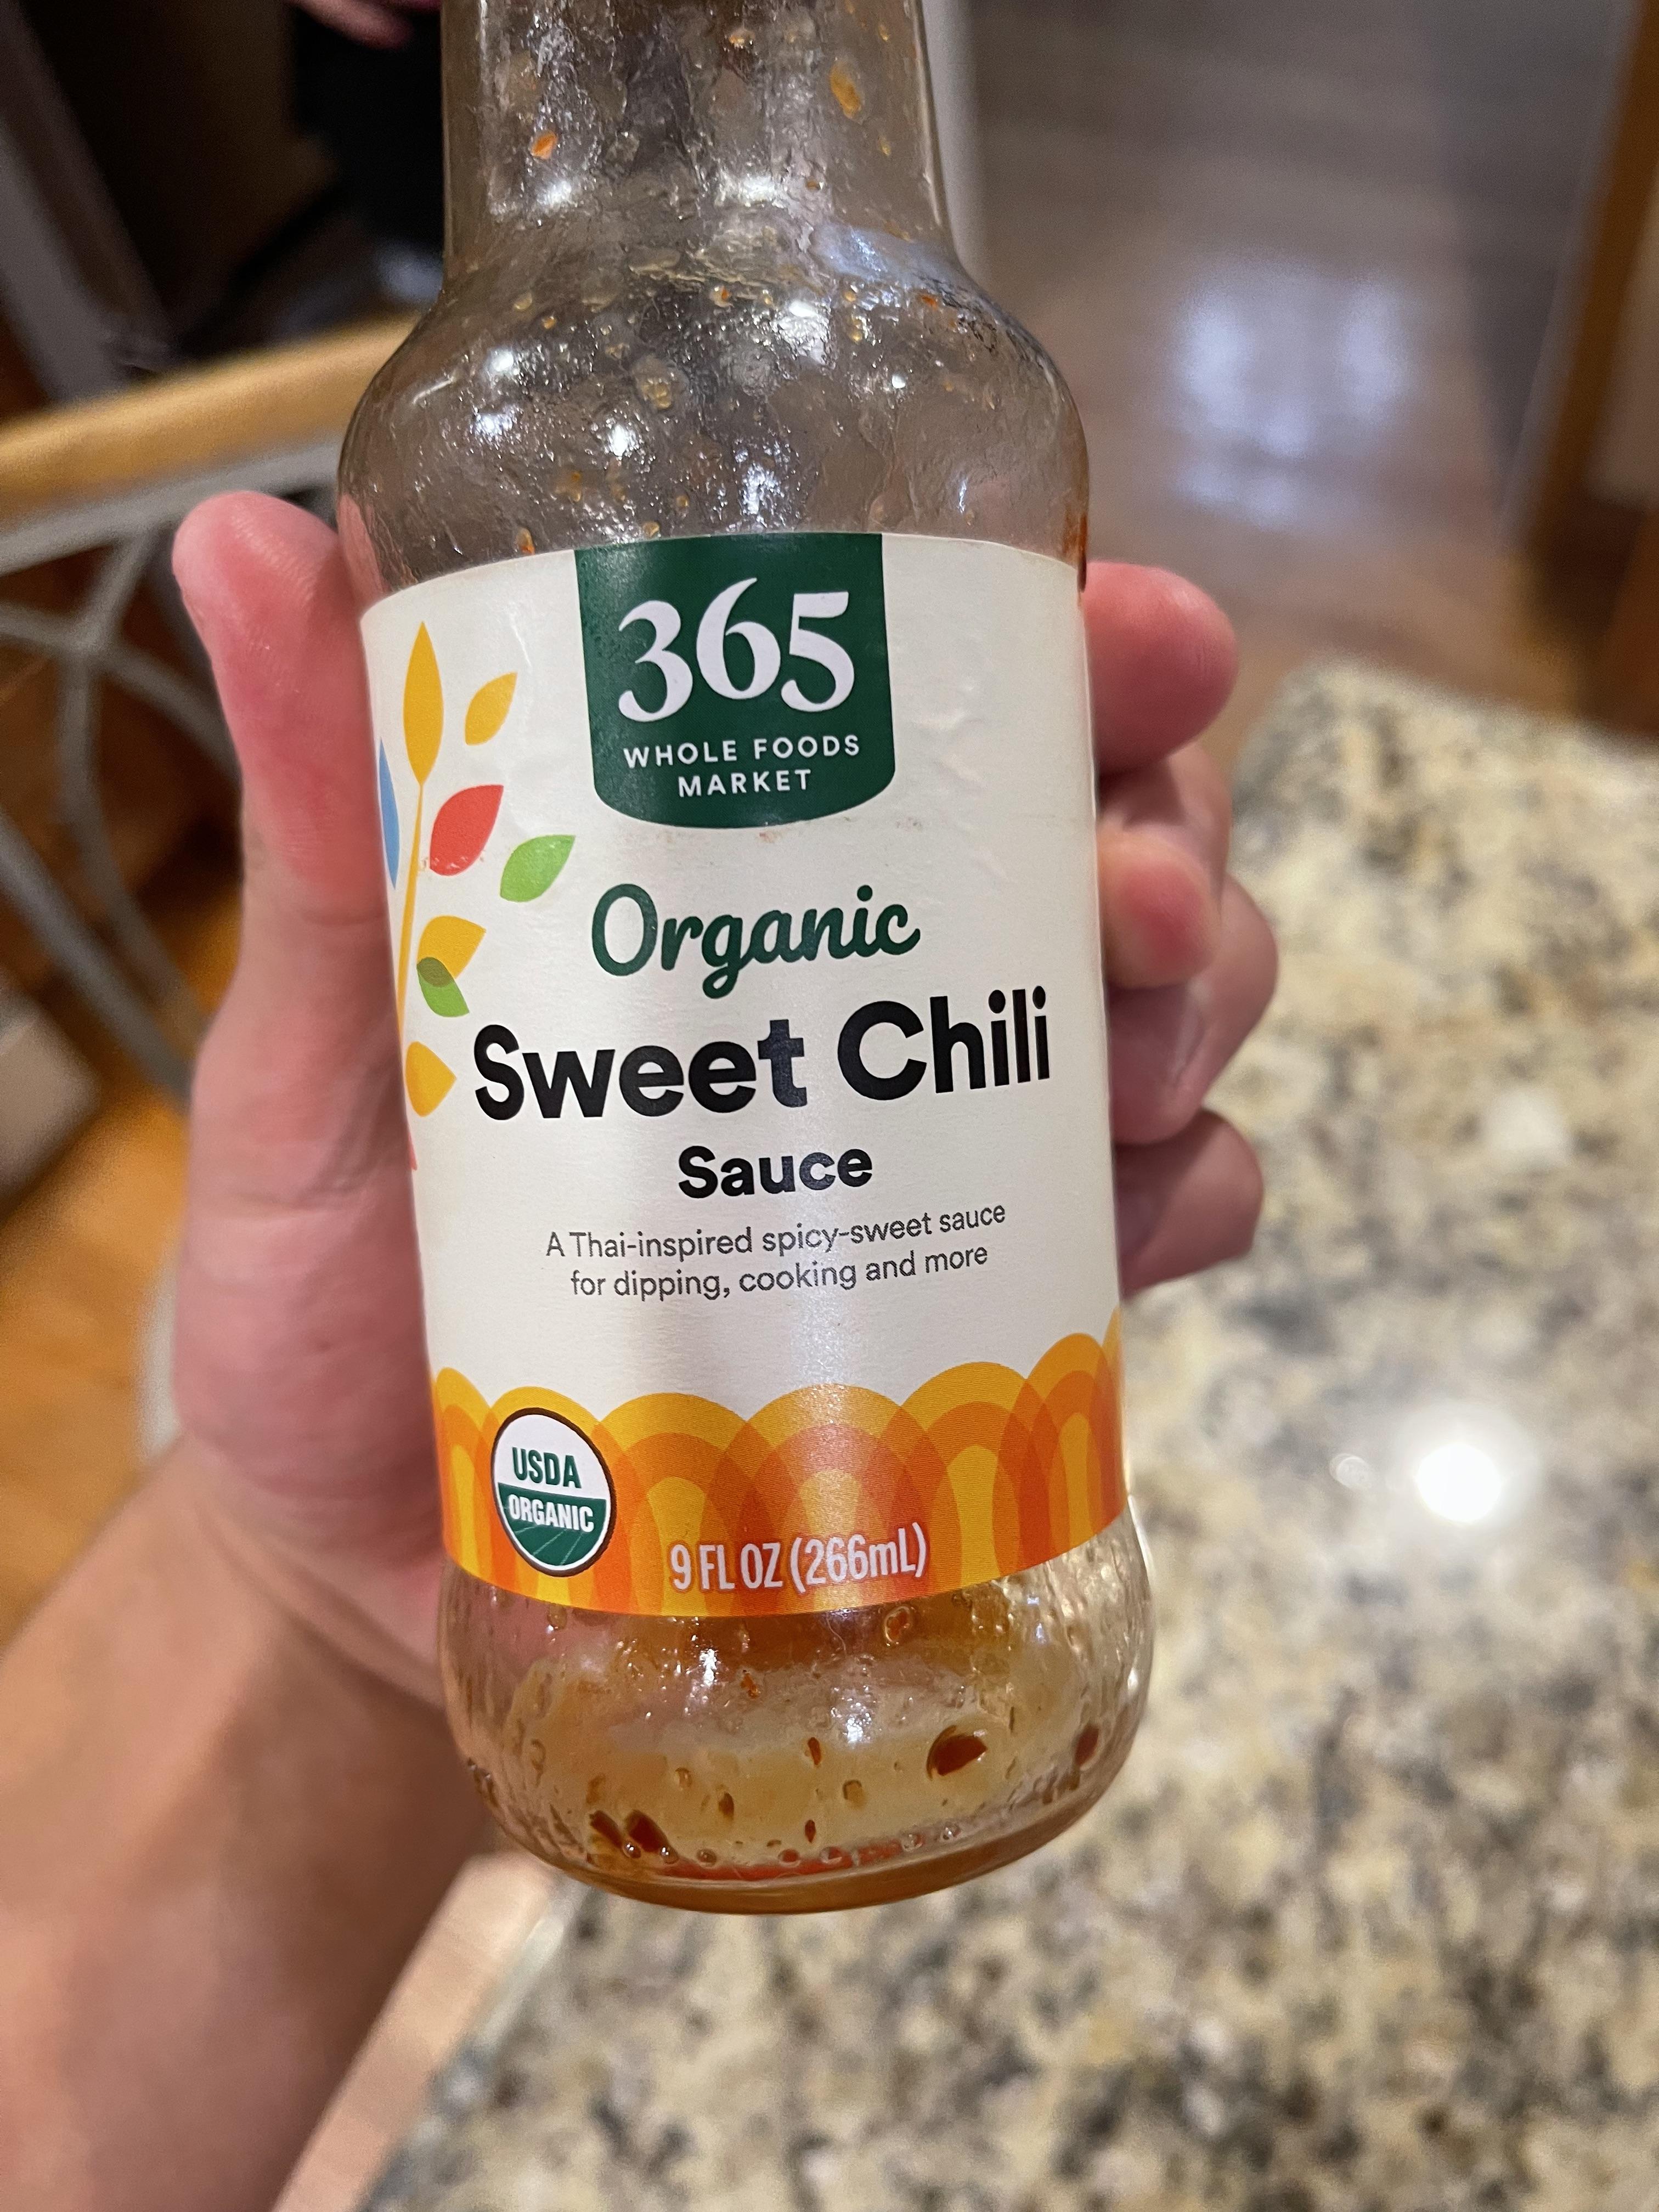 365
WHOLE FOODS
MARKET
Organic
Sweet Chili
Sauce
A Thai-inspired spicy-sweet sauce
for dipping, cooking and more
USDA
ORGANIC
9 FL OZ (266mL)